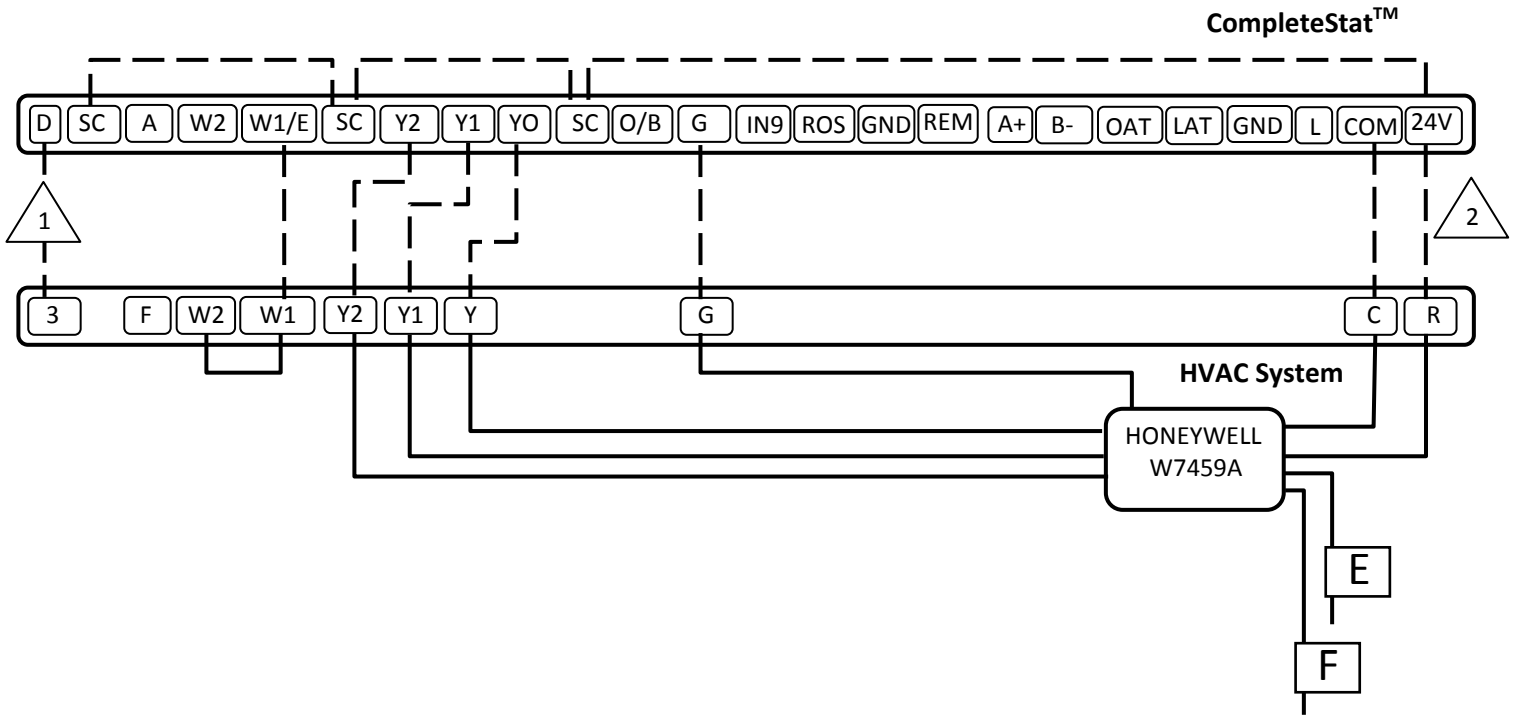 CompleteStat™
D SC A W2 W1/E SC Y2 Y1 YO SC O/B G IN9 ROS GND REM A+ B- OAT LAT GND L COM 24V
1
2
3 F W2 W1 Y2 Y1 Y G C R
HVAC System
HONEYWELL
W7459A
E
F